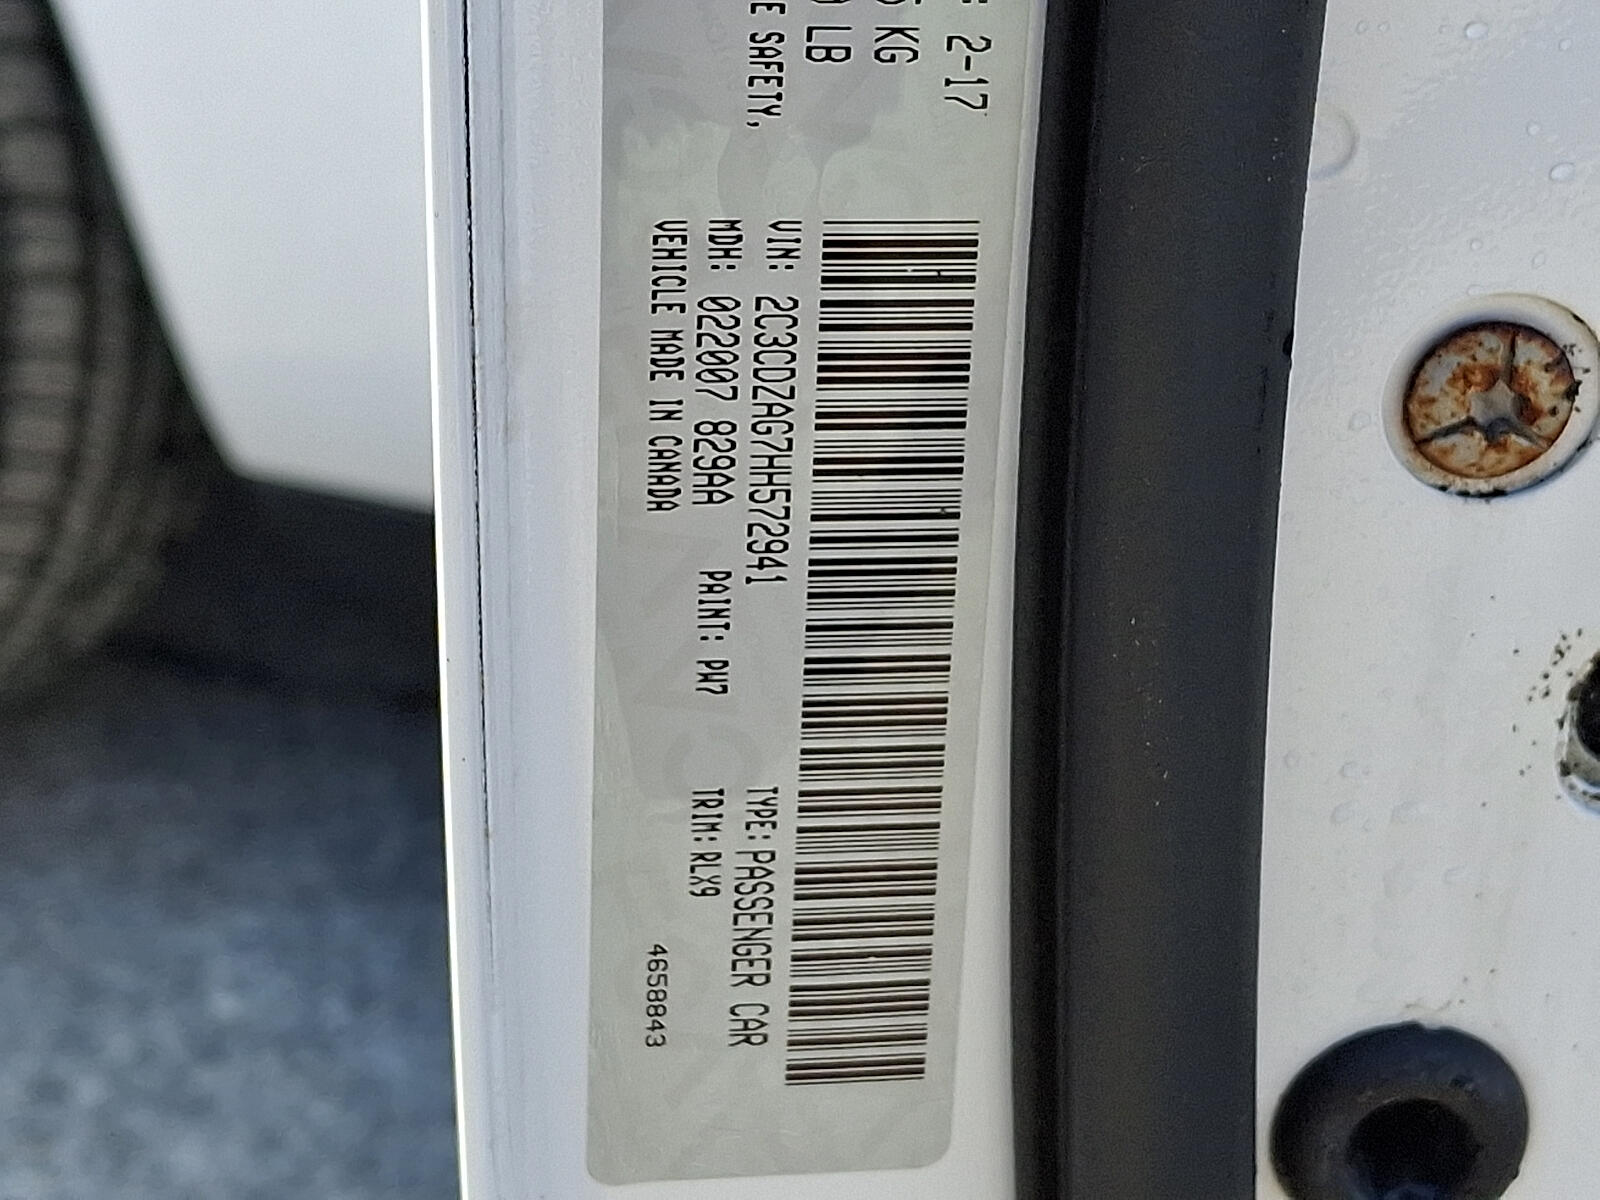 2-17
KG
LB
SAFETY,
VIN: 2C3CDZAG7HH572941
TYPE: PASSENGER CAR
MDH: 022007 829AA
PAINT: PW7
TRIM: RLX9
VEHICLE MADE IN CANADA
4658843